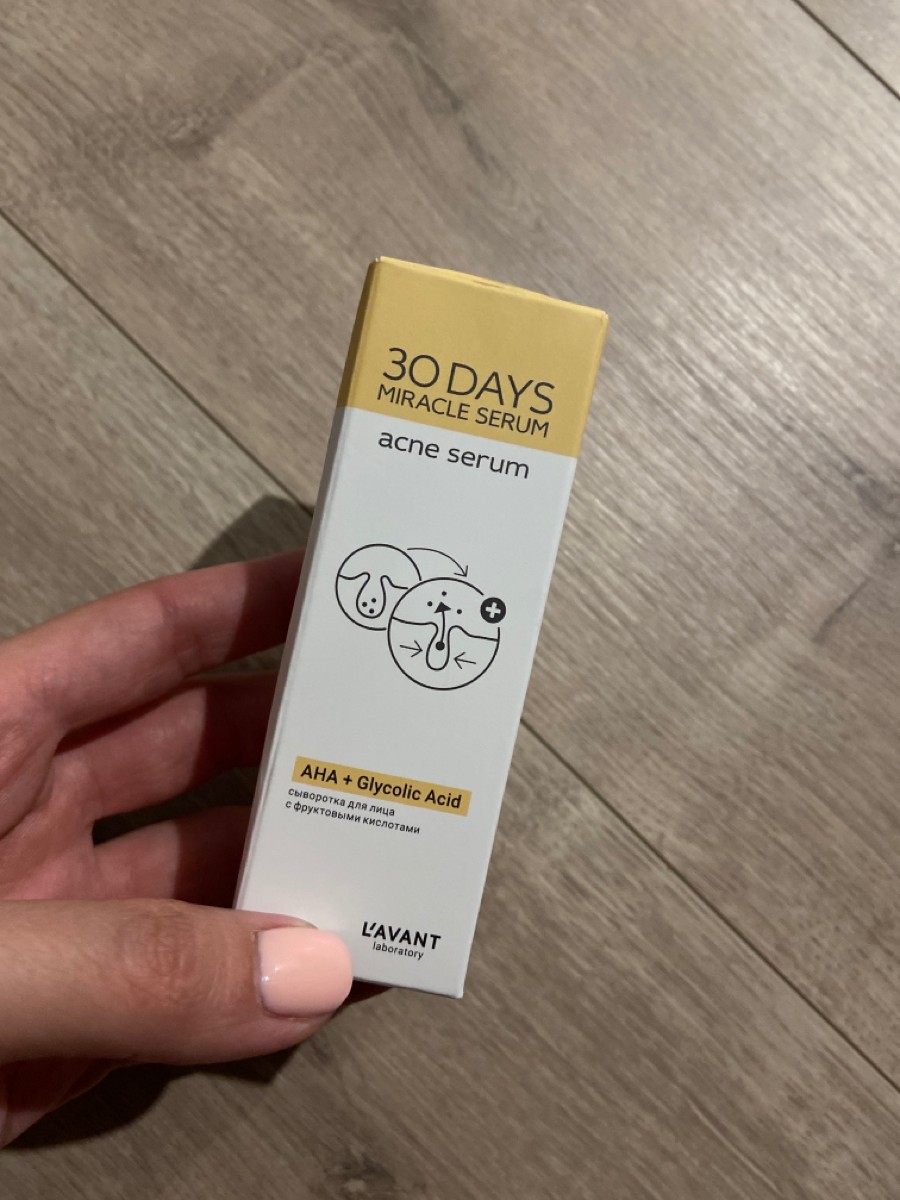 30 DAYS
MIRACLE SERUM
acne serum
AHA + Glycolic Acid
сыворотка для лица
с фруктовыми кислотами
L'AVANT
laboratory